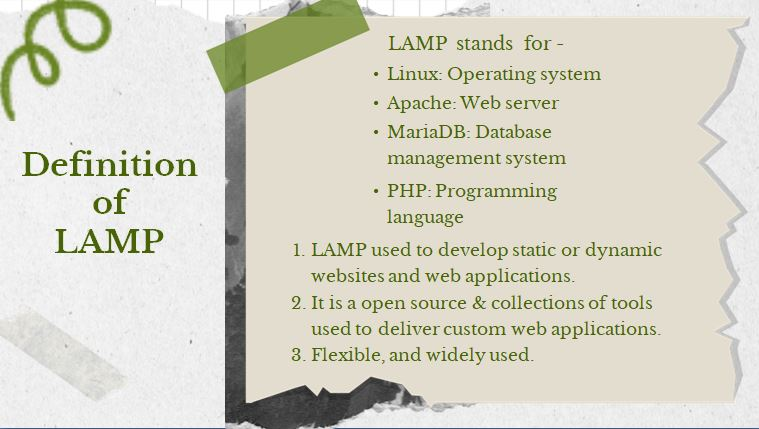 Definition
of
LAMP
LAMP stands for -
• Linux: Operating system
• Apache: Web server
• MariaDB: Database
management system
• PHP: Programming
language
1. LAMP used to develop static or dynamic
websites and web applications.
2. It is a open source & collections of tools
used to deliver custom web applications.
3. Flexible, and widely used.